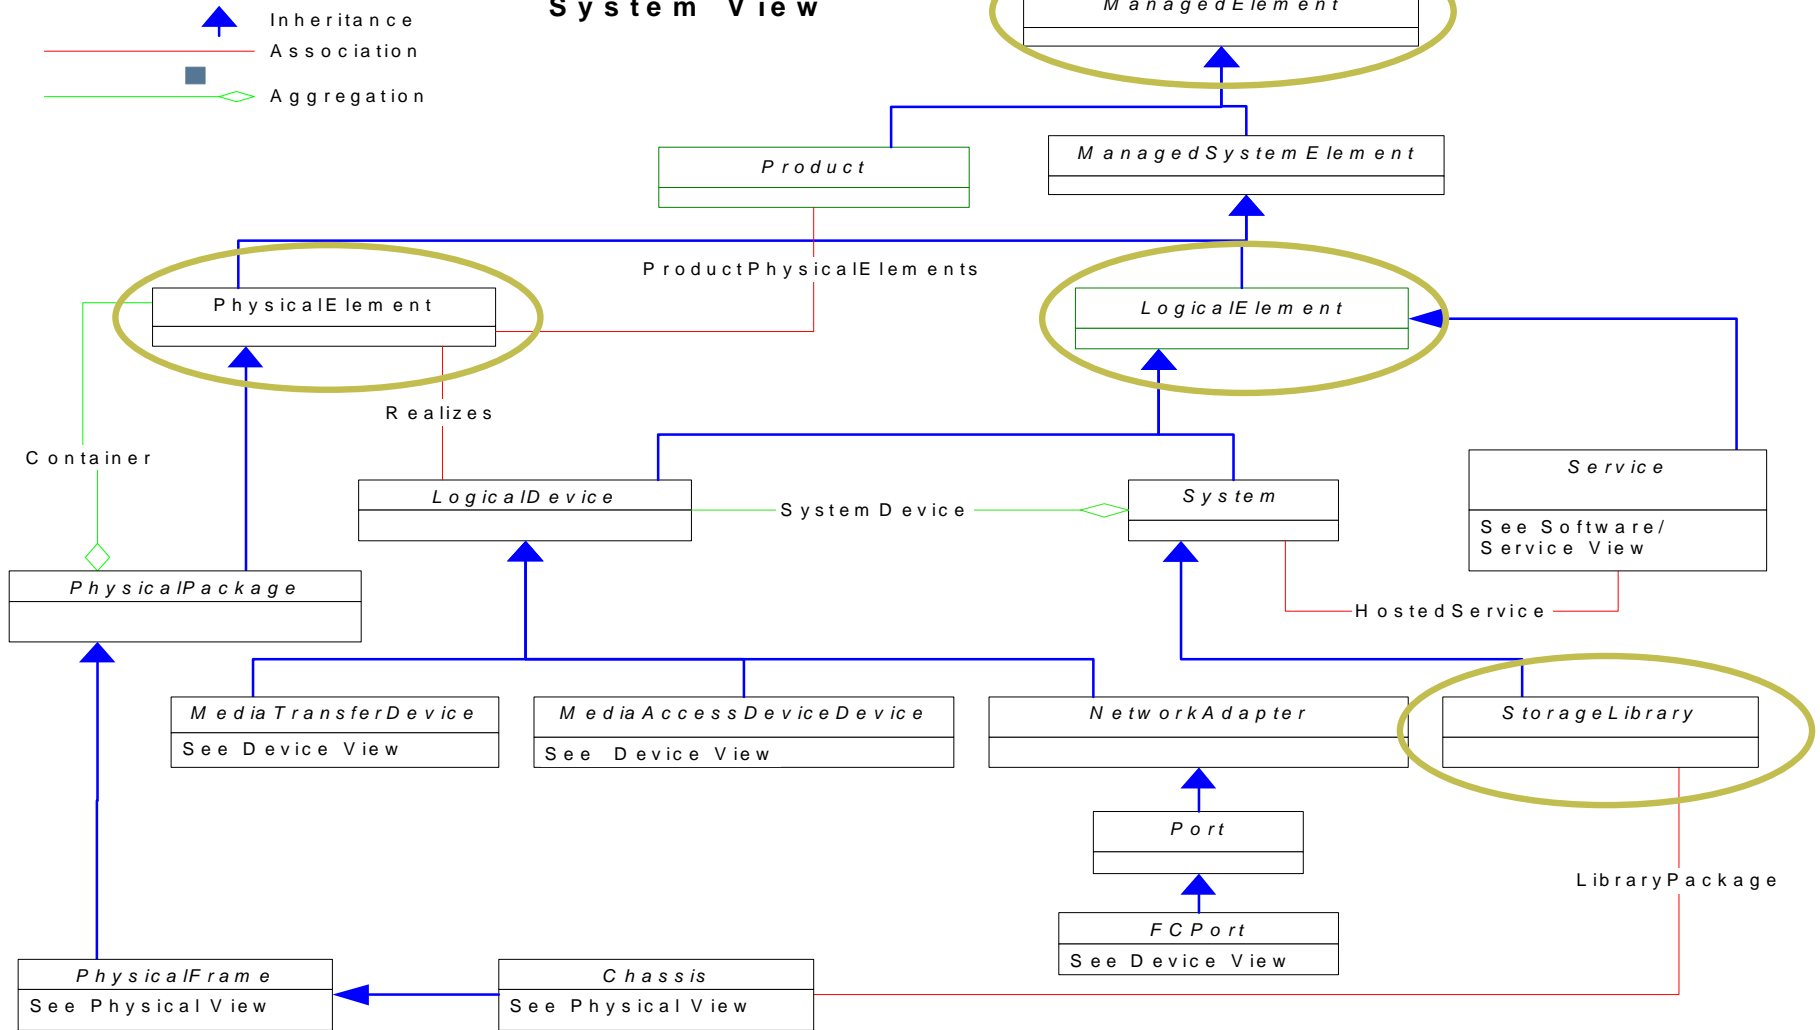 System View
ManagedElement
Inheritance
Association
Aggregation
Product
ManagedSystemElement
ProductPhysicalElements
PhysicalElement
LogicalElement
Realizes
Container
LogicalDevice
SystemDevice
System
Service
See Software/
Service View
PhysicalPackage
HostedService
MediaTransferDevice
See Device View
MediaAccessDeviceDevice
See Device View
NetworkAdapter
StorageLibrary
Port
LibraryPackage
FCPort
See Device View
PhysicalFrame
See Physical View
Chassis
See Physical View